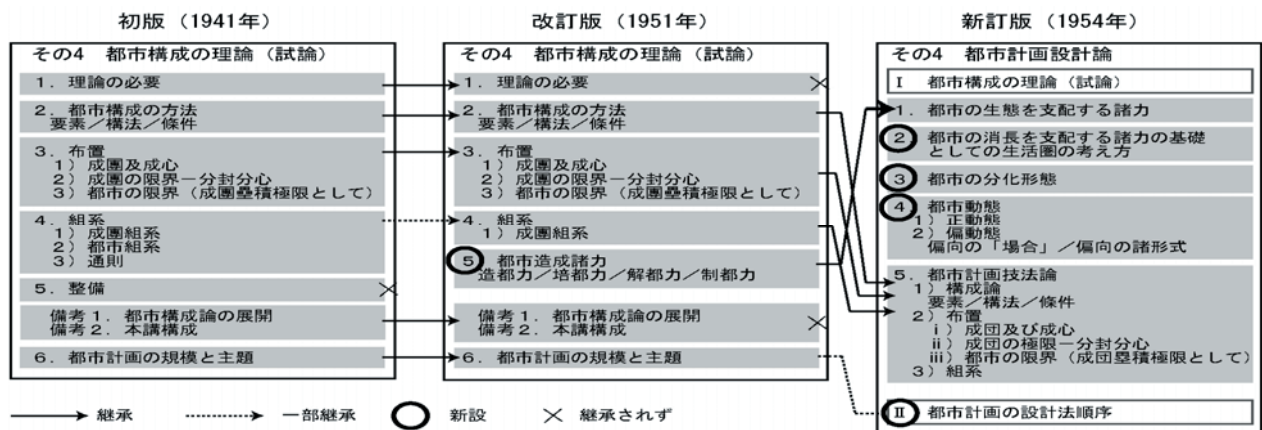 初版（1941年）
その4 都市構成の理論（試論）
1. 理論の必要
2. 都市構成の方法
要素／構法／條件
3. 布置
1）成團及成心
2）成團の限界－分封分心
3）都市の限界（成團塁積極限として）
4. 組系
1）成團組系
2）都市組系
3）通則
5. 整備
備考1. 都市構成論の展開
備考2. 本講構成
6. 都市計画の規模と主題
改訂版（1951年）
その4 都市構成の理論（試論）
1. 理論の必要
2. 都市構成の方法
要素／構法／條件
3. 布置
1）成團及成心
2）成團の限界－分封分心
3）都市の限界（成團塁積極限として）
4. 組系
1）成團組系
5. 都市造成諸力
造都力／培都力／解都力／制都力
備考1. 都市構成論の展開
備考2. 本講構成
6. 都市計画の規模と主題
新訂版（1954年）
その4 都市計画設計論
I 都市構成の理論（試論）
1. 都市の生態を支配する諸力
2 都市の消長を支配する諸力の基礎
としての生活圏の考え方
3 都市の分化形態
4 都市動態
1）正動態
2）偏動態
偏向の「場合」／偏向の諸形式
5. 都市計画技法論
1）構成論
要素／構法／條件
2）布置
i）成団及び成心
ii）成団の極限－分封分心
iii）都市の限界（成団塁積極限として）
3）組系
II 都市計画の設計法順序
継承
一部継承
新設
継承されず